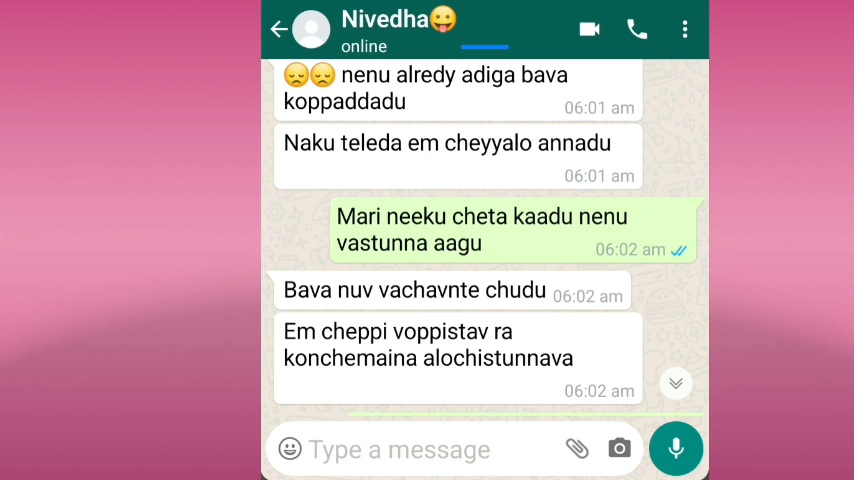 Nivedha😛
online
😞😞 nenu alredy adiga bava
koppaddadu
06:01 am
Naku teleda em cheyyalo annadu
06:01 am
Mari neeku cheta kaadu nenu
vastunna aagu
06:02 am
Bava nuv vachavnte chudu
06:02 am
Em cheppi voppistav ra
konchemaina alochistunnava
06:02 am
Type a message